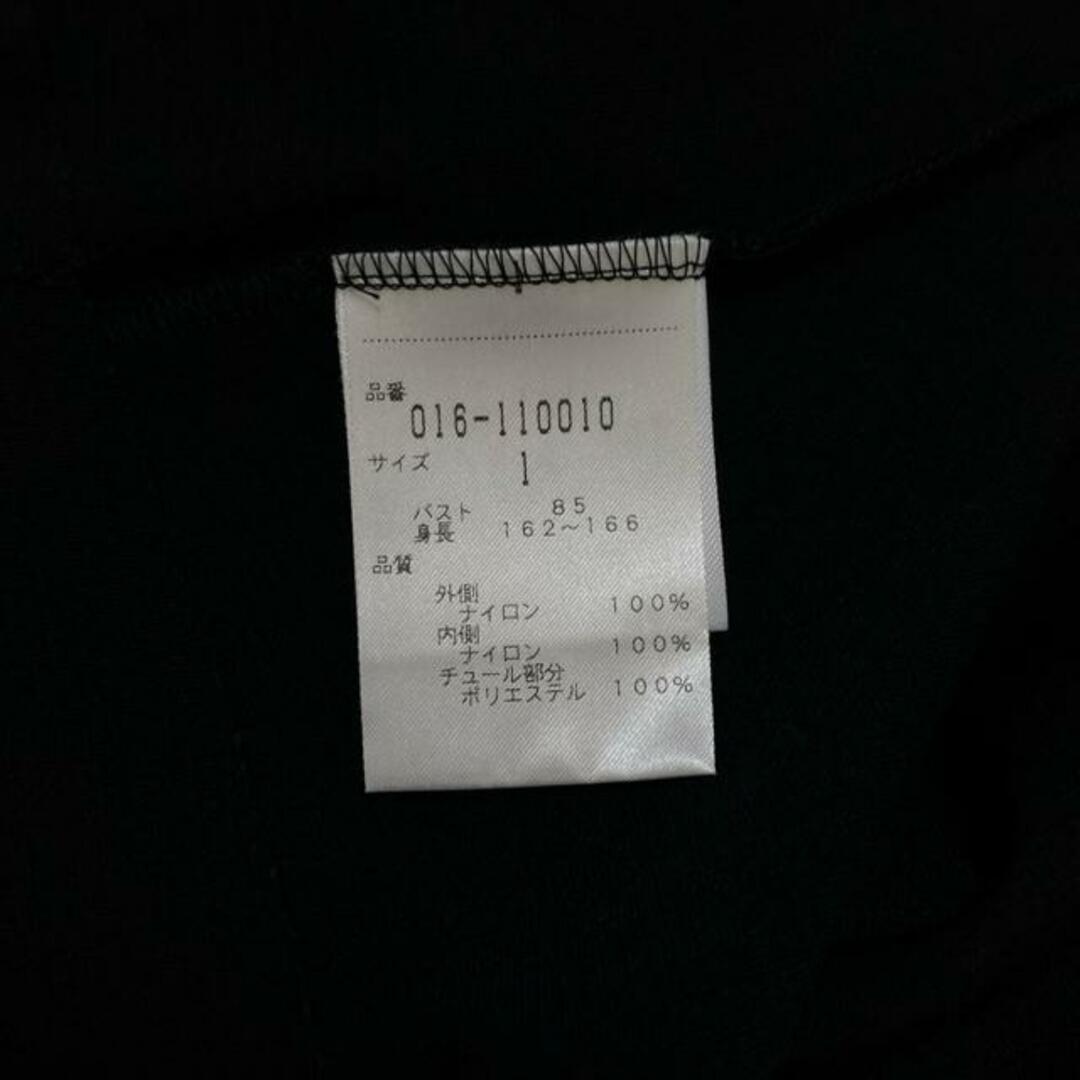 品番
016-110010
サイズ 1
バスト 85
身長 162~166
品質
外側
ナイロン 100%
内側
ナイロン 100%
チュール部分
ポリエステル 100%